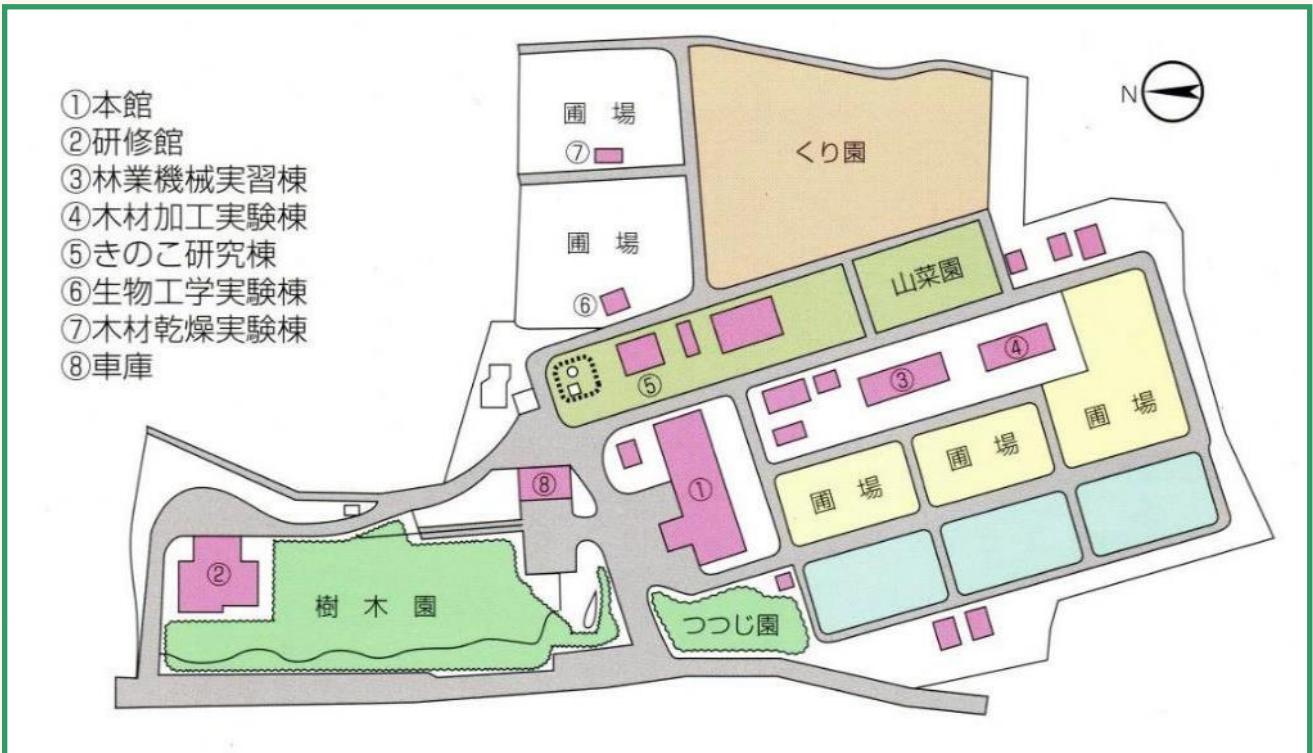 ①本館
②研修館
③林業機械実習棟
④木材加工実験棟
⑤きのこ研究棟
⑥生物工学実験棟
⑦木材乾燥実験棟
⑧車庫
N
圃 場
⑦
くり園
圃 場
⑥
山菜園
⑤
④
③
圃 場
圃 場
圃 場
①
⑧
②
樹 木 園
つつじ園